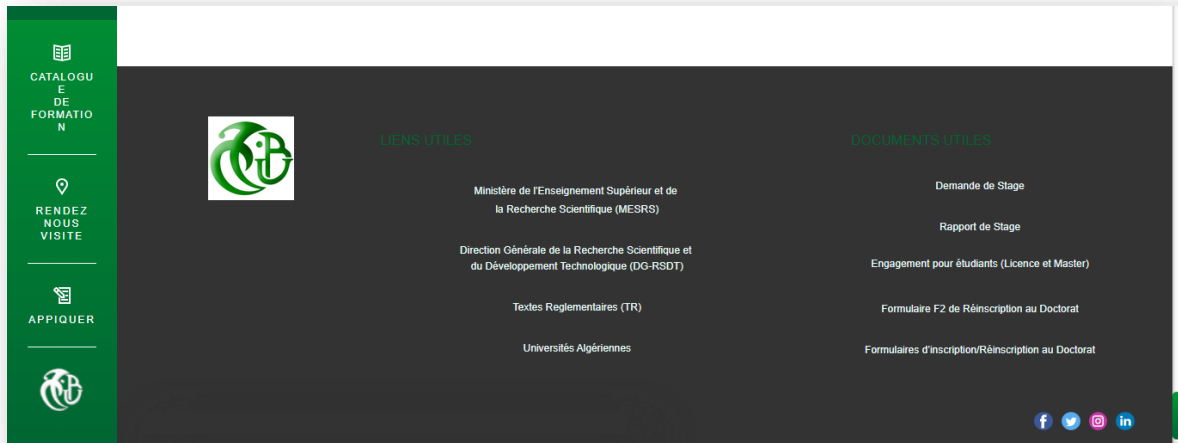 CATALOGU
E
DE
FORMATIO
N
RENDEZ
NOUS
VISITE
APPIQUER
LIENS UTILES
Ministère de l'Enseignement Supérieur et de
la Recherche Scientifique (MESRS)
Direction Générale de la Recherche Scientifique et
du Développement Technologique (DG-RSDT)
Textes Reglementaires (TR)
Universités Algériennes
DOCUMENTS UTILES
Demande de Stage
Rapport de Stage
Engagement pour étudiants (Licence et Master)
Formulaire F2 de Réinscription au Doctorat
Formulaires d'inscription/Réinscription au Doctorat